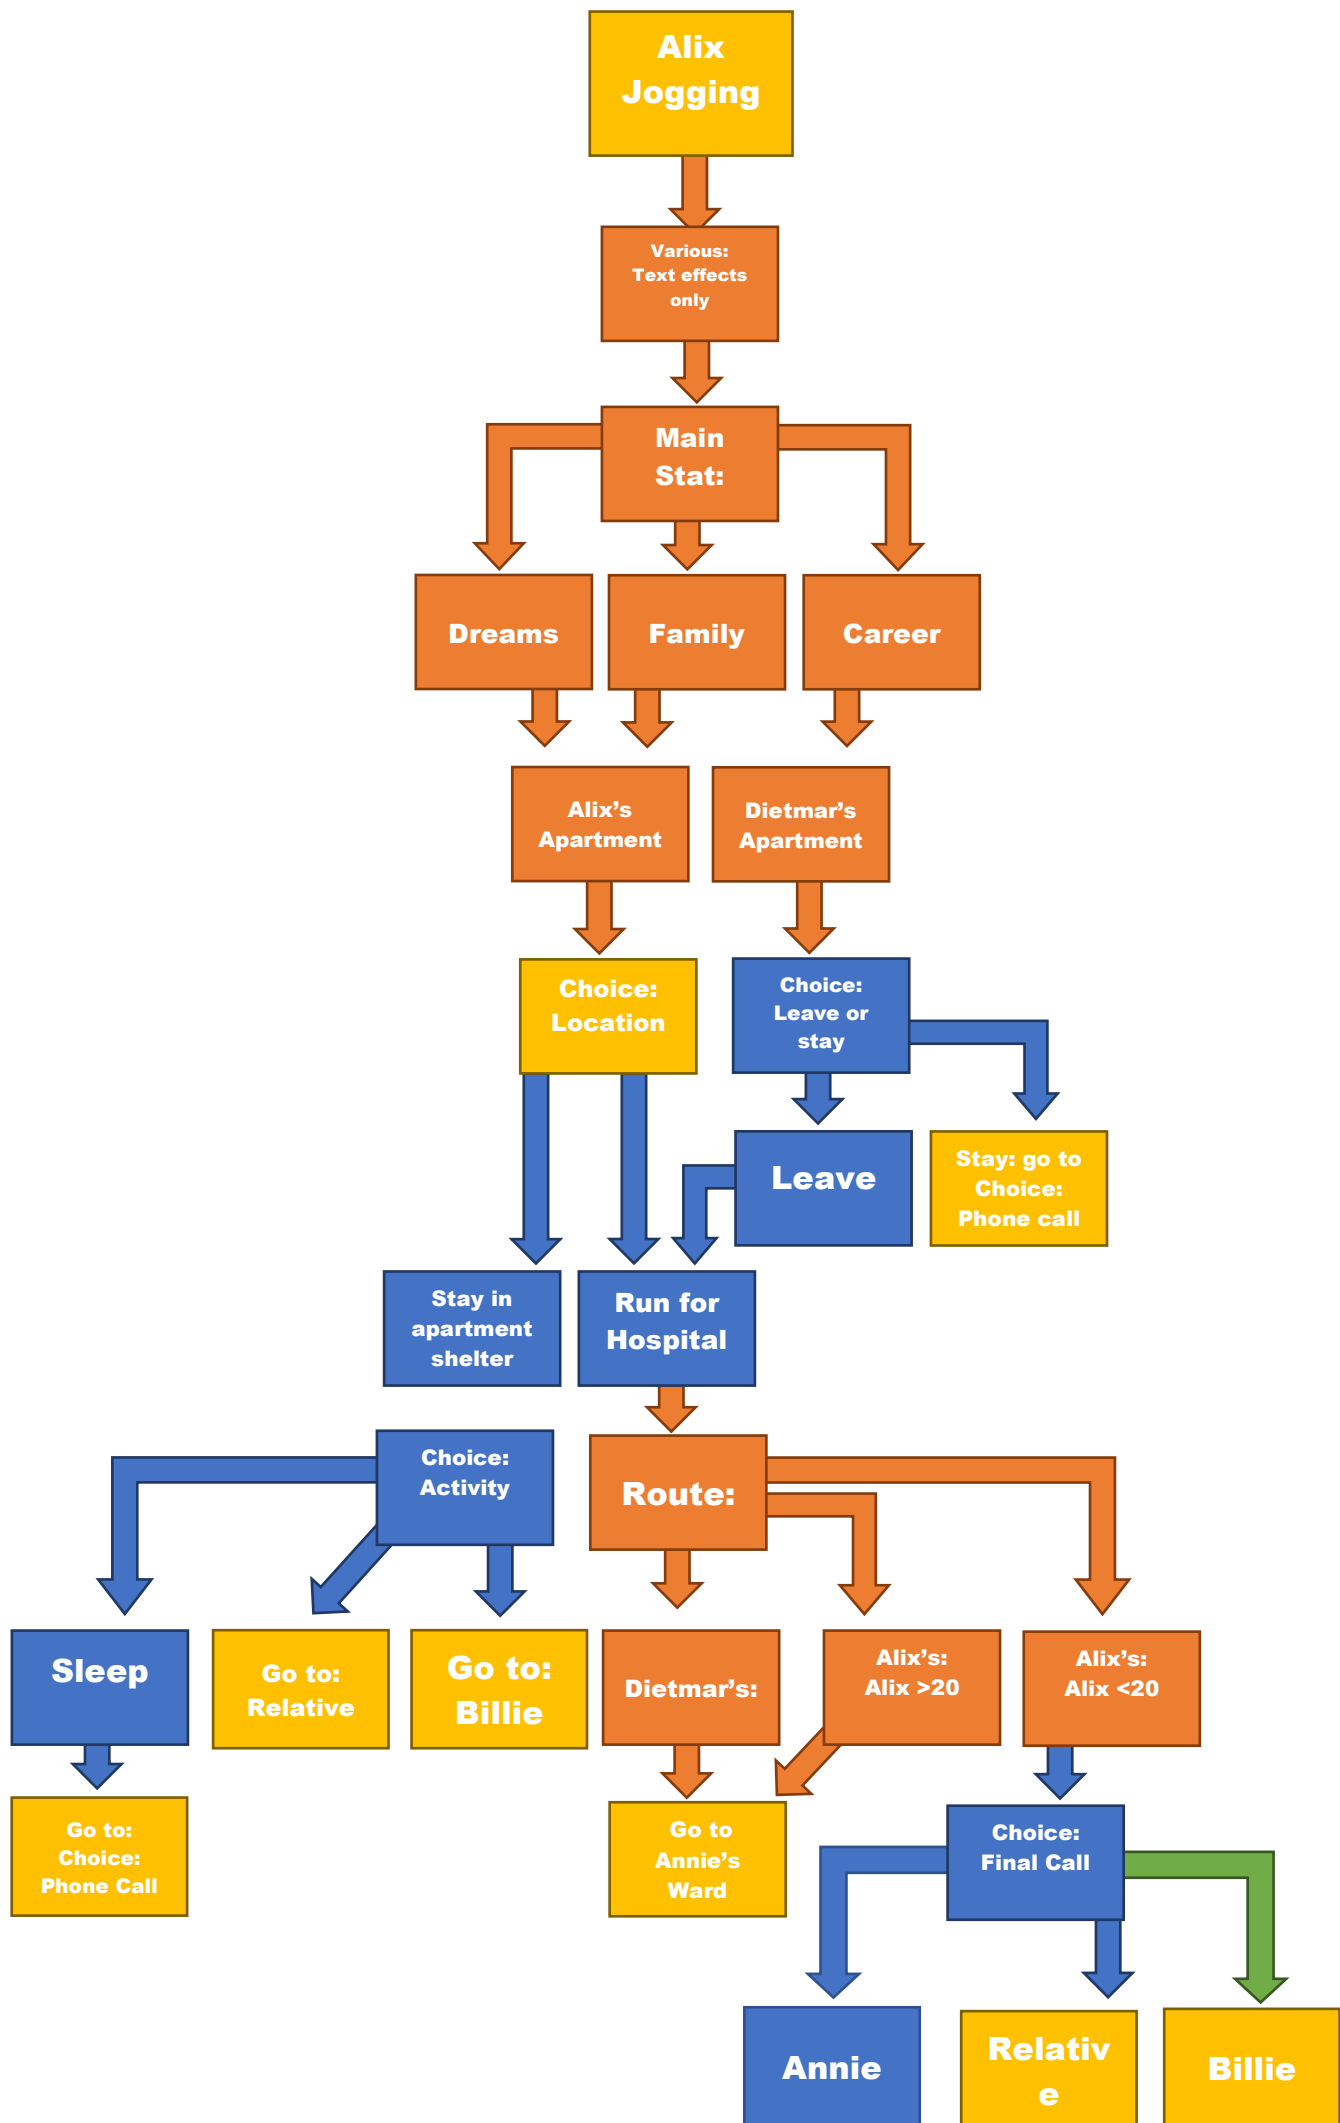 Alix
Jogging
Various:
Text effects
only
Main
Stat:
Dreams
Family
Career
Alix’s
Apartment
Dietmar’s
Apartment
Choice:
Location
Choice:
Leave or
stay
Leave
Stay: go to
Choice:
Phone call
Stay in
apartment
shelter
Run for
Hospital
Choice:
Activity
Route:
Sleep
Go to:
Relative
Go to:
Billie
Dietmar’s:
Alix’s:
Alix >20
Alix’s:
Alix <20
Go to:
Choice:
Phone Call
Go to
Annie’s
Ward
Choice:
Final Call
Annie
Relativ
e
Billie